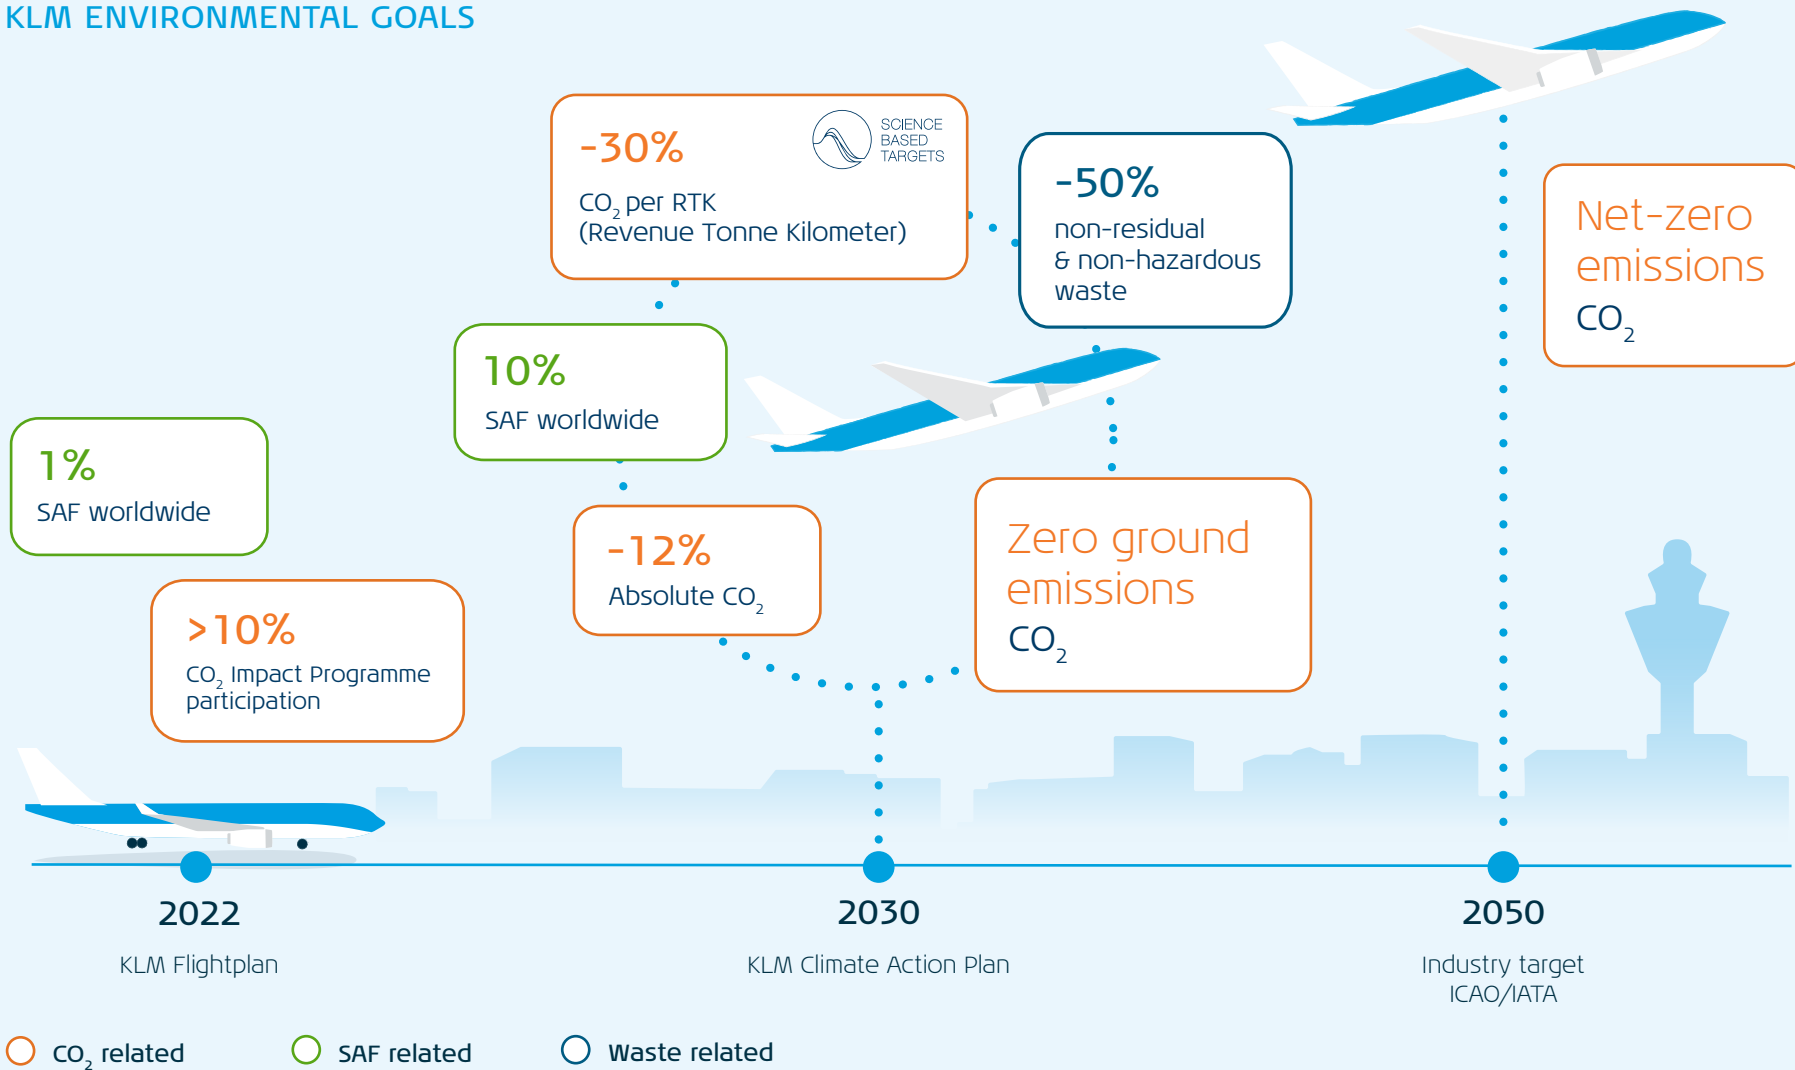 KLM ENVIRONMENTAL GOALS
1%
SAF worldwide
>10%
CO₂ Impact Programme
participation
-30%
CO₂ per RTK
(Revenue Tonne Kilometer)
SCIENCE
BASED
TARGETS
10%
SAF worldwide
-12%
Absolute CO₂
-50%
non-residual
& non-hazardous
waste
Zero ground
emissions
CO₂
Net-zero
emissions
CO₂
2022
KLM Flightplan
2030
KLM Climate Action Plan
2050
Industry target
ICAO/IATA
CO₂ related
SAF related
Waste related